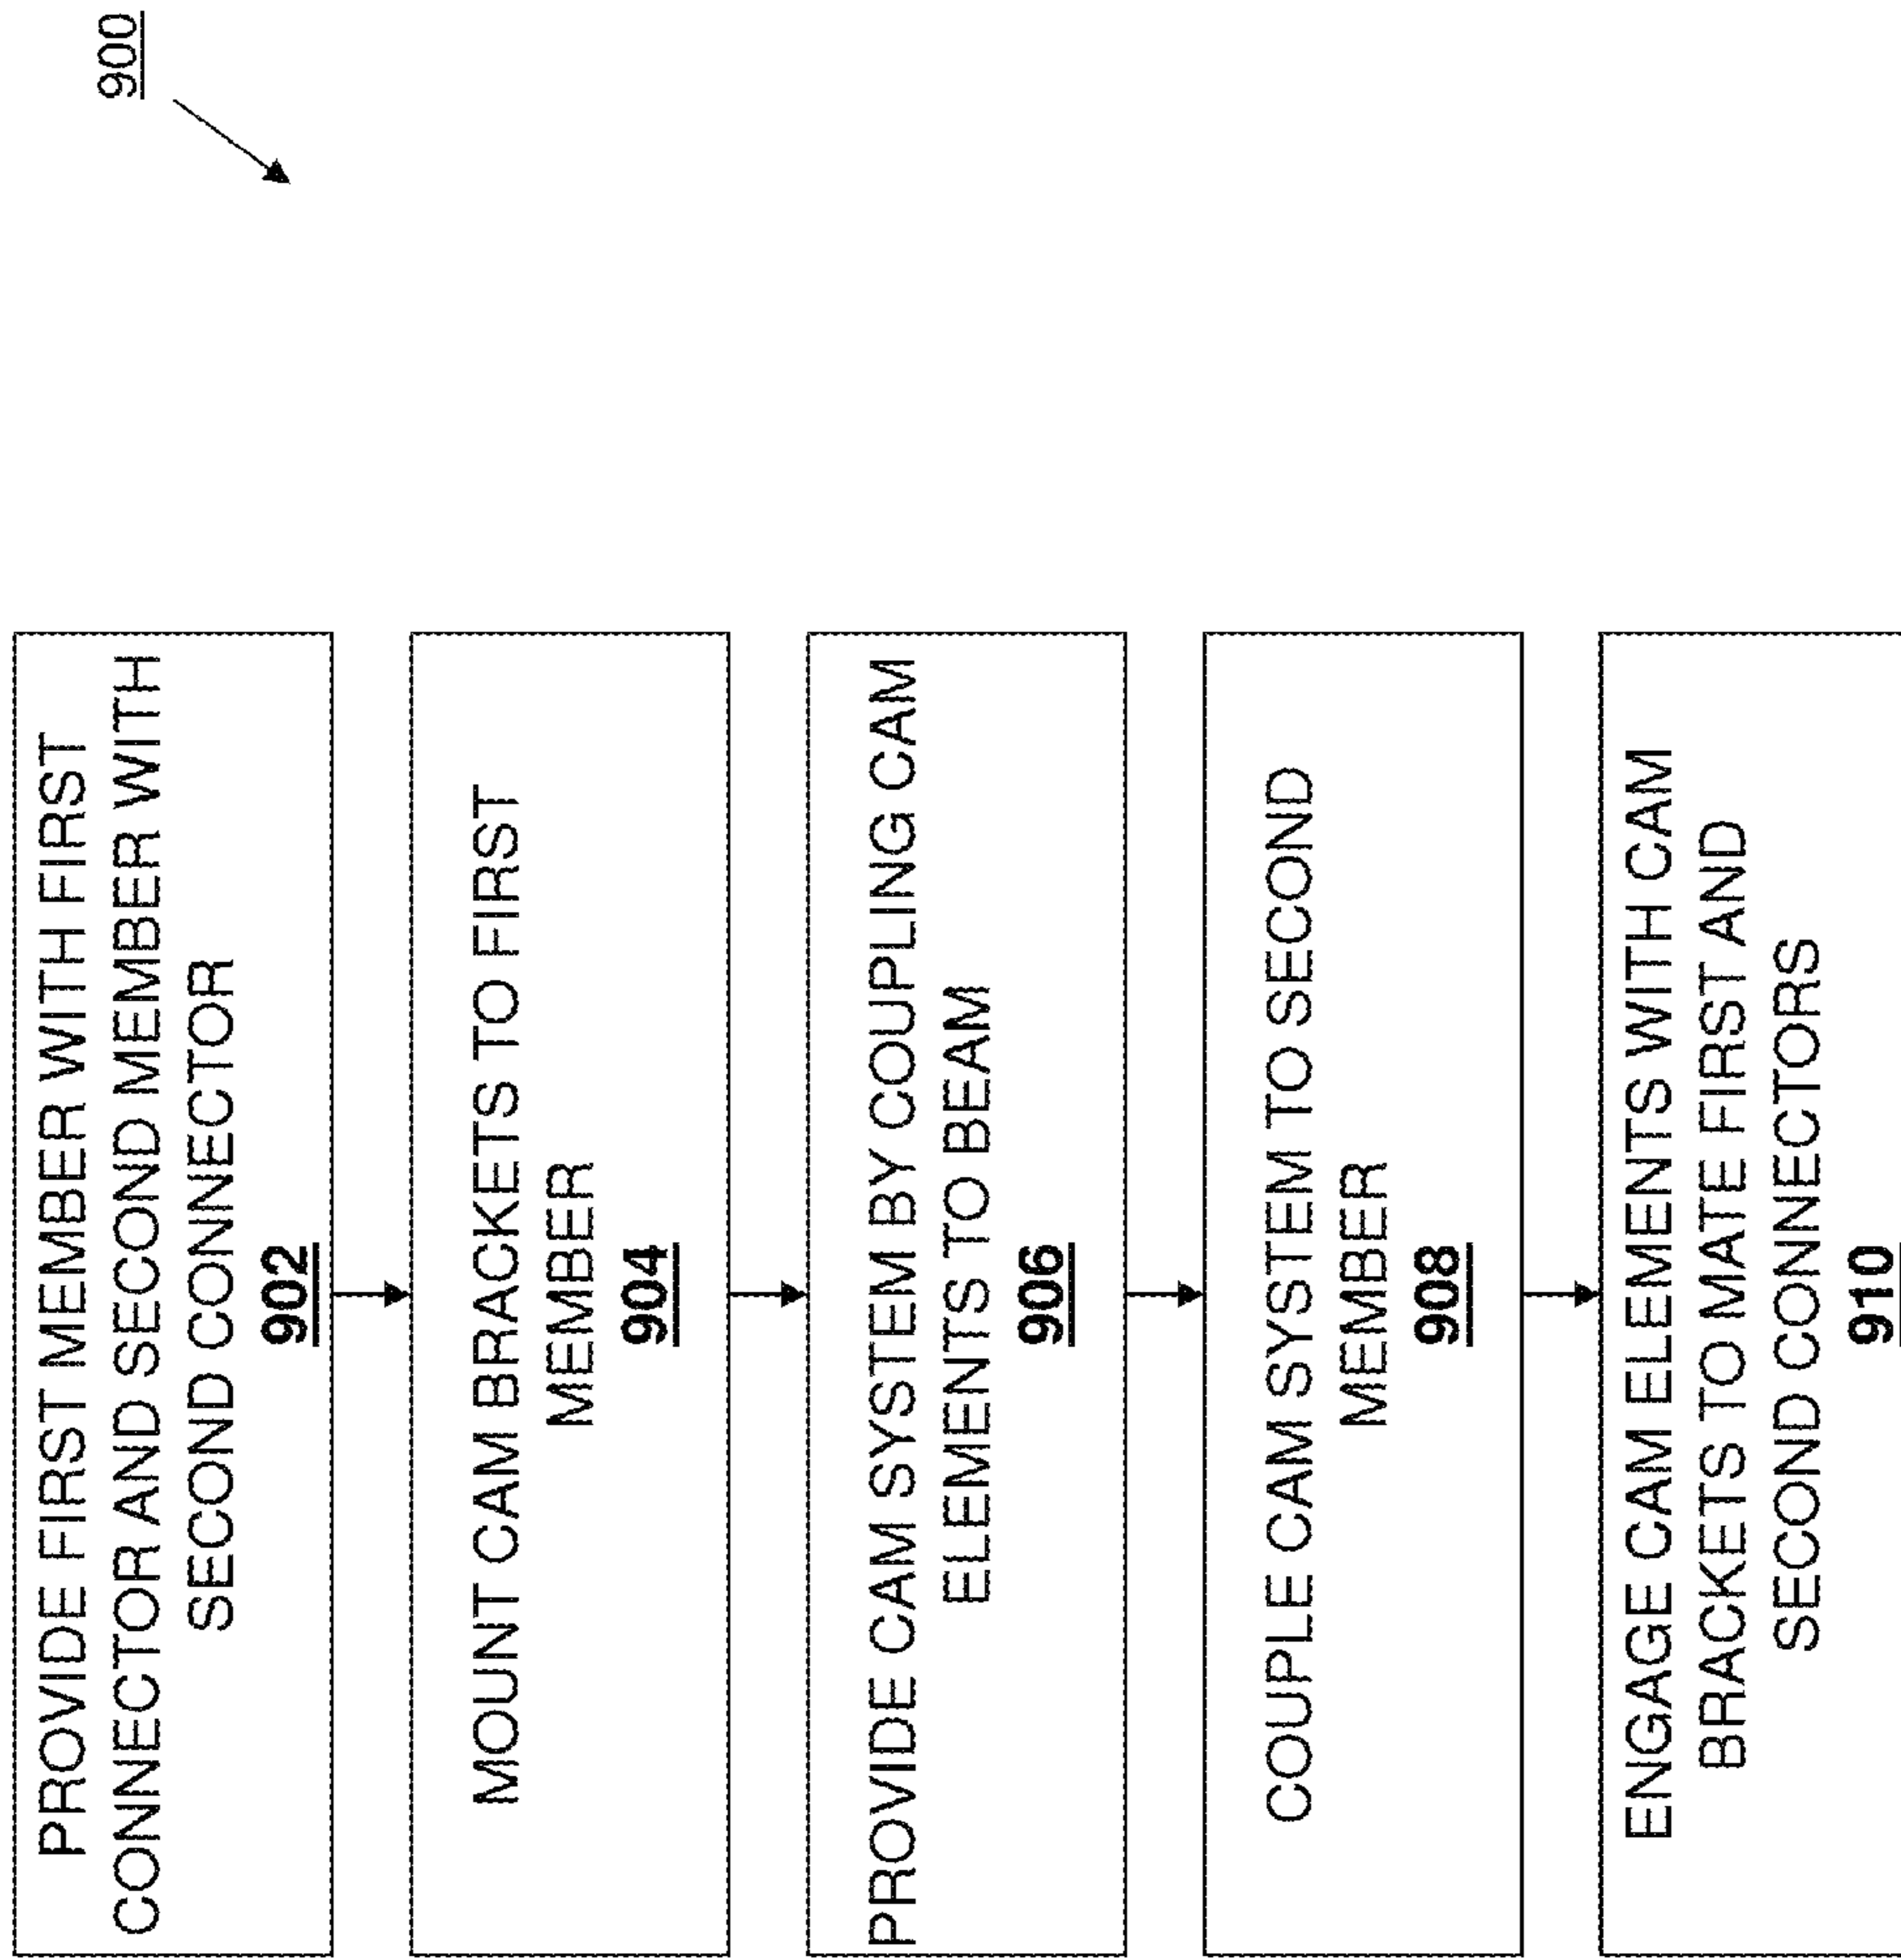 900
PROVIDE FIRST MEMBER WITH FIRST
CONNECTOR AND SECOND MEMBER WITH
SECOND CONNECTOR
902
MOUNT CAM BRACKETS TO FIRST
MEMBER
904
PROVIDE CAM SYSTEM BY COUPLING CAM
ELEMENTS TO BEAM
906
COUPLE CAM SYSTEM TO SECOND
MEMBER
908
ENGAGE CAM ELEMENTS WITH CAM
BRACKETS TO MATE FIRST AND
SECOND CONNECTORS
910